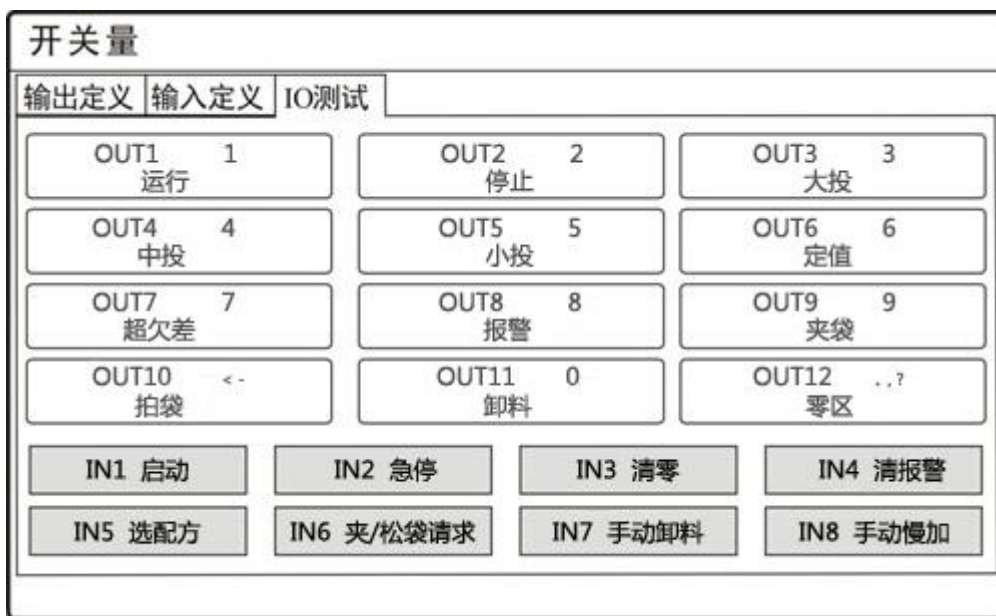 开关量
输出定义 输入定义 IO测试
OUT1 1 OUT2 2 OUT3 3
运行 停止 大投
OUT4 4 OUT5 5 OUT6 6
中投 小投 定值
OUT7 7 OUT8 8 OUT9 9
超欠差 报警 夹袋
OUT10 <- OUT11 0 OUT12 .,?
拍袋 卸料 零区
IN1 启动 IN2 急停 IN3 清零 IN4 清报警
IN5 选配方 IN6 夹/松袋请求 IN7 手动卸料 IN8 手动慢加